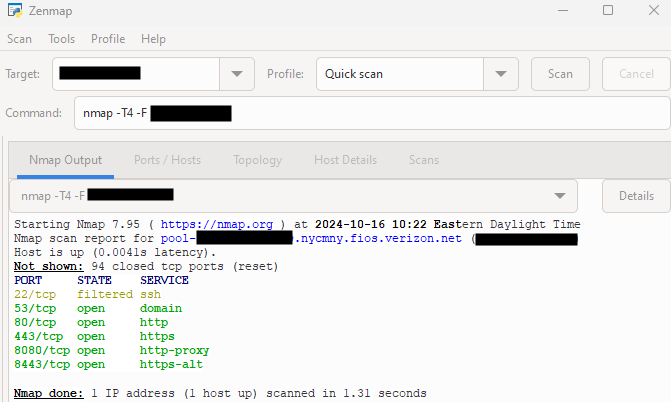 Zenmap
Scan Tools Profile Help
Target: Profile: Quick scan Scan Cancel
Command: nmap -T4 -F
Nmap Output Ports / Hosts Topology Host Details Scans
nmap -T4 -F Details
Starting Nmap 7.95 ( https://nmap.org ) at 2024-10-16 10:22 Eastern Daylight Time
Nmap scan report for pool- .nycmny.fios.verizon.net (
Host is up (0.0041s latency).
Not shown: 94 closed tcp ports (reset)
PORT STATE SERVICE
22/tcp filtered ssh
53/tcp open domain
80/tcp open http
443/tcp open https
8080/tcp open http-proxy
8443/tcp open https-alt
Nmap done: 1 IP address (1 host up) scanned in 1.31 seconds